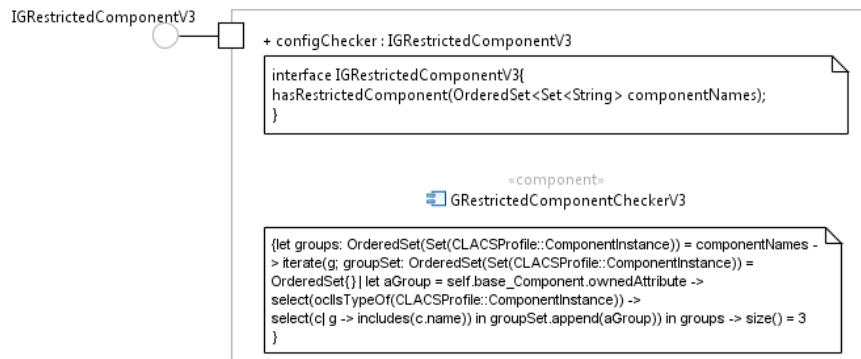 IGRestrictedComponentV3
+ configChecker : IGRestrictedComponentV3
interface IGRestrictedComponentV3{
hasRestrictedComponent(OrderedSet<Set<String> componentNames);
}
«component»
GRestrictedComponentCheckerV3
{let groups: OrderedSet(Set(CLACSProfile::ComponentInstance)) = componentNames -
> iterate(g; groupSet: OrderedSet(Set(CLACSProfile::ComponentInstance)) =
OrderedSet{} | let aGroup = self.base_Component.ownedAttribute ->
select(oclIsTypeOf(CLACSProfile::ComponentInstance)) ->
select(c| g -> includes(c.name)) in groupSet.append(aGroup)) in groups -> size() = 3
}